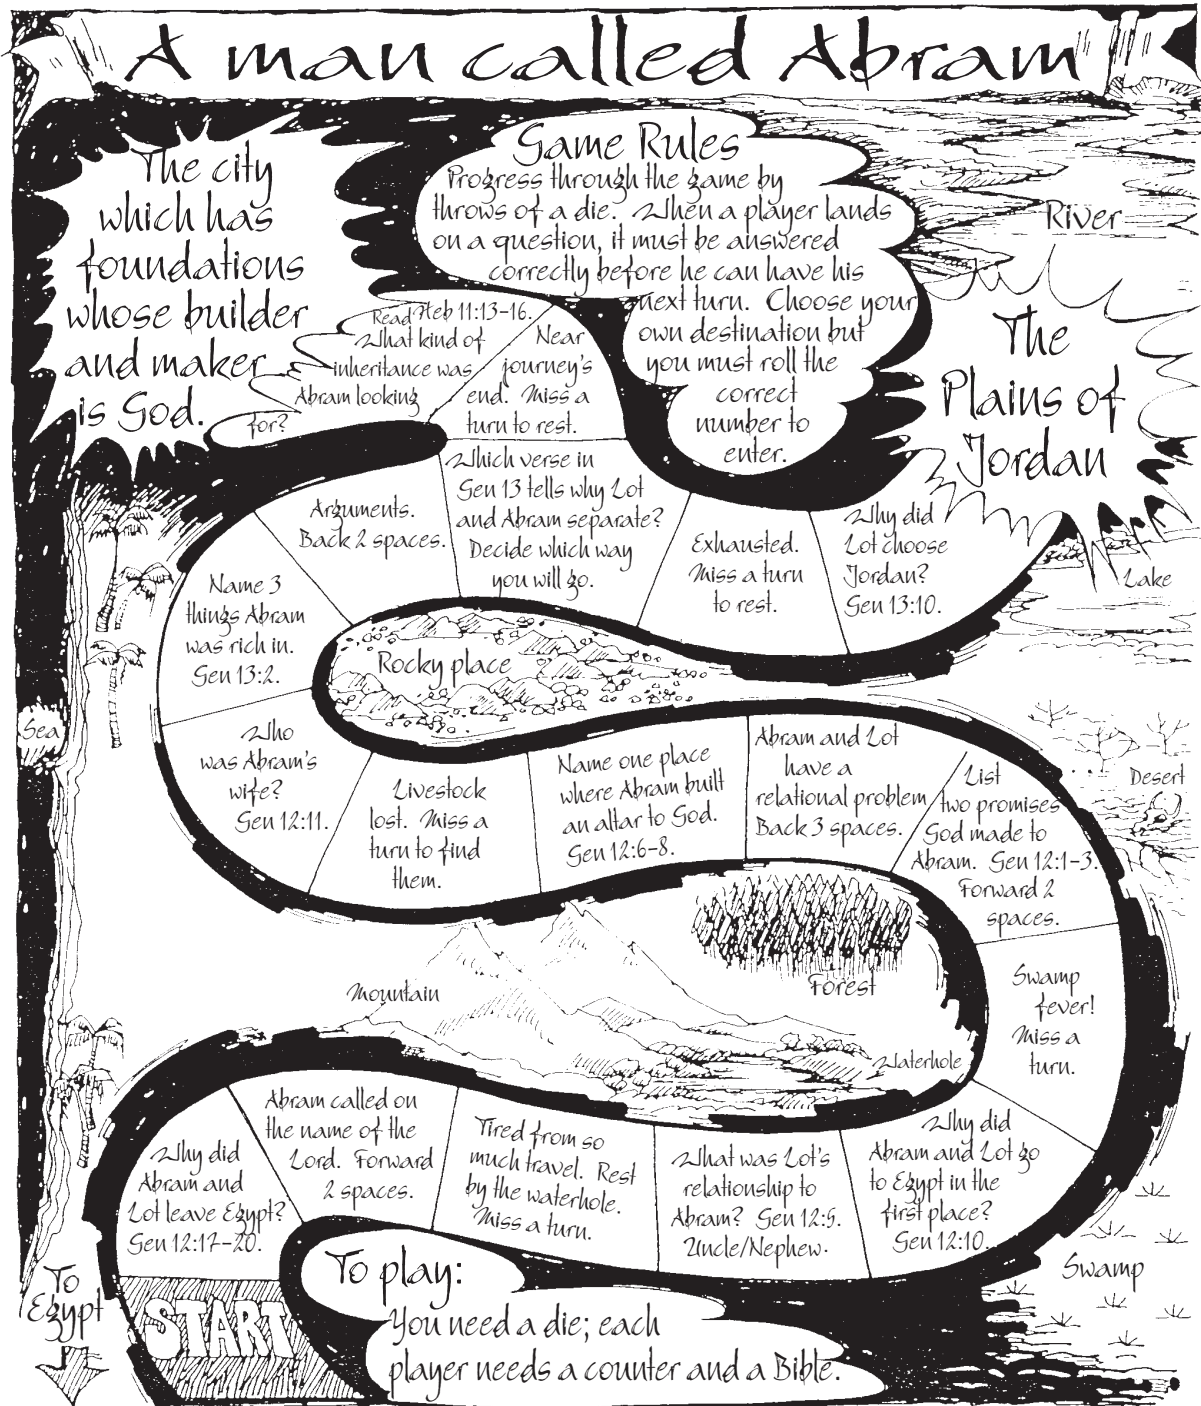 A man called Abram
The city
which has
foundations
whose builder
and maker
is God.
Game Rules
Progress through the game by
throws of a die. When a player lands
on a question, it must be answered
correctly before he can have his
next turn. Choose your
own destination but
you must roll the
correct
number to
enter.
River
The
Plains of
Jordan
Read Heb 11:13-16.
What kind of
inheritance was
Abram looking
for?
Near
journey's
end. Miss a
turn to rest.
Which verse in
Gen 13 tells why Lot
and Abram separate?
Decide which way
you will go.
Exhausted.
Miss a turn
to rest.
Why did
Lot choose
Jordan?
Gen 13:10.
Lake
Arguments.
Back 2 spaces.
Name 3
things Abram
was rich in.
Gen 13:2.
Rocky place
Sea
Who
was Abram's
wife?
Gen 12:11.
Livestock
lost. Miss a
turn to find
them.
Name one place
where Abram built
an altar to God.
Gen 12:6-8.
Abram and Lot
have a
relational problem
Back 3 spaces.
List
two promises
God made to
Abram. Gen 12:1-3.
Forward 2
spaces.
Desert
Mountain
Forest
Waterhole
Swamp
fever!
Miss a
turn.
Why did
Abram and
Lot leave Egypt?
Gen 12:17-20.
Abram called on
the name of the
Lord. Forward
2 spaces.
Tired from so
much travel. Rest
by the waterhole.
Miss a turn.
What was Lot's
relationship to
Abram? Gen 12:5.
Uncle/Nephew.
Why did
Abram and Lot go
to Egypt in the
first place?
Gen 12:10.
Swamp
To
Egypt
START
To play:
You need a die; each
player needs a counter and a Bible.